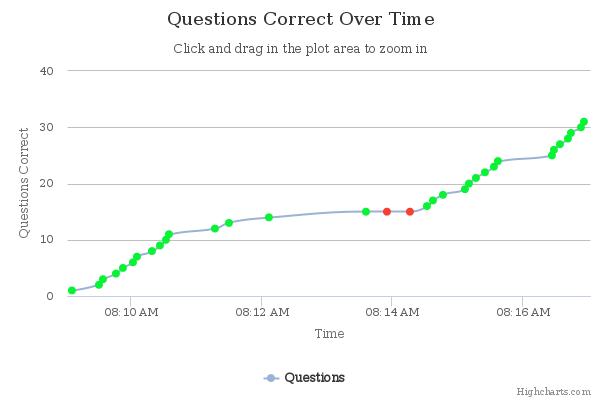 Questions Correct Over Time
Click and drag in the plot area to zoom in
Questions Correct
40
30
20
10
0
08:10 AM
08:12 AM
08:14 AM
08:16 AM
Time
Questions
Highcharts.com